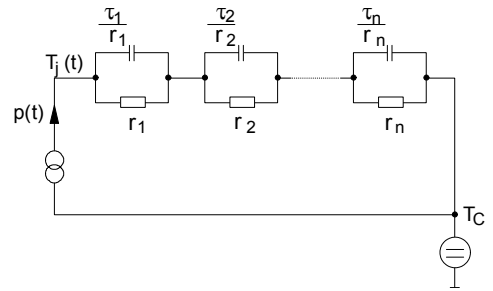 τ1/r1 τ2/r2 τn/rn
Tj (t)
r1 r2 rn
p(t)
TC